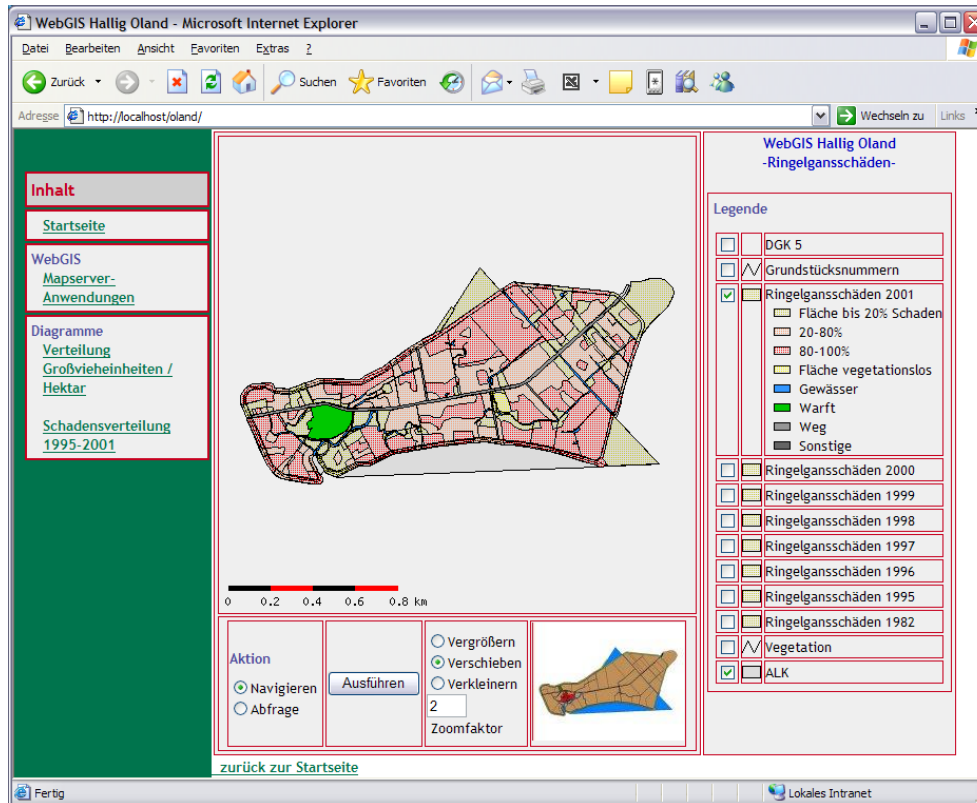 WebGIS Hallig Oland - Microsoft Internet Explorer
Datei Bearbeiten Ansicht Favoriten Extras ?
Zurück Suchen Favoriten
Adresse http://localhost/oland/ Wechseln zu Links
Inhalt
Startseite
WebGIS
Mapserver-
Anwendungen
Diagramme
Verteilung
Großvieheinheiten /
Hektar
Schadensverteilung
1995-2001
0 0.2 0.4 0.6 0.8 km
Aktion
Navigieren
Abfrage
Ausführen
Vergrößern
Verschieben
Verkleinern
2
Zoomfaktor
zurück zur Startseite
WebGIS Hallig Oland
-Ringelgansschäden-
Legende
DGK 5
Grundstücksnummern
Ringelgansschäden 2001
Fläche bis 20% Schaden
20-80%
80-100%
Fläche vegetationslos
Gewässer
Warft
Weg
Sonstige
Ringelgansschäden 2000
Ringelgansschäden 1999
Ringelgansschäden 1998
Ringelgansschäden 1997
Ringelgansschäden 1996
Ringelgansschäden 1995
Ringelgansschäden 1982
Vegetation
ALK
Fertig
Lokales Intranet